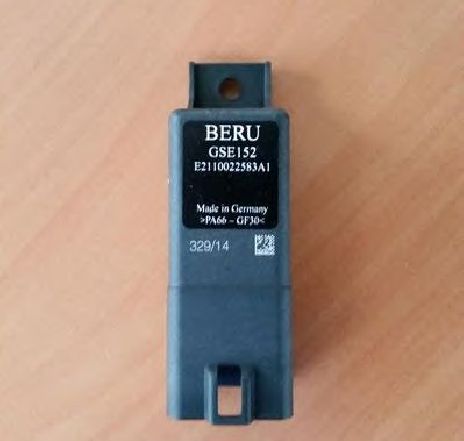 BERU
GSE152
E2110022583A1
Made in Germany
>PA66 - GF30<
329/14